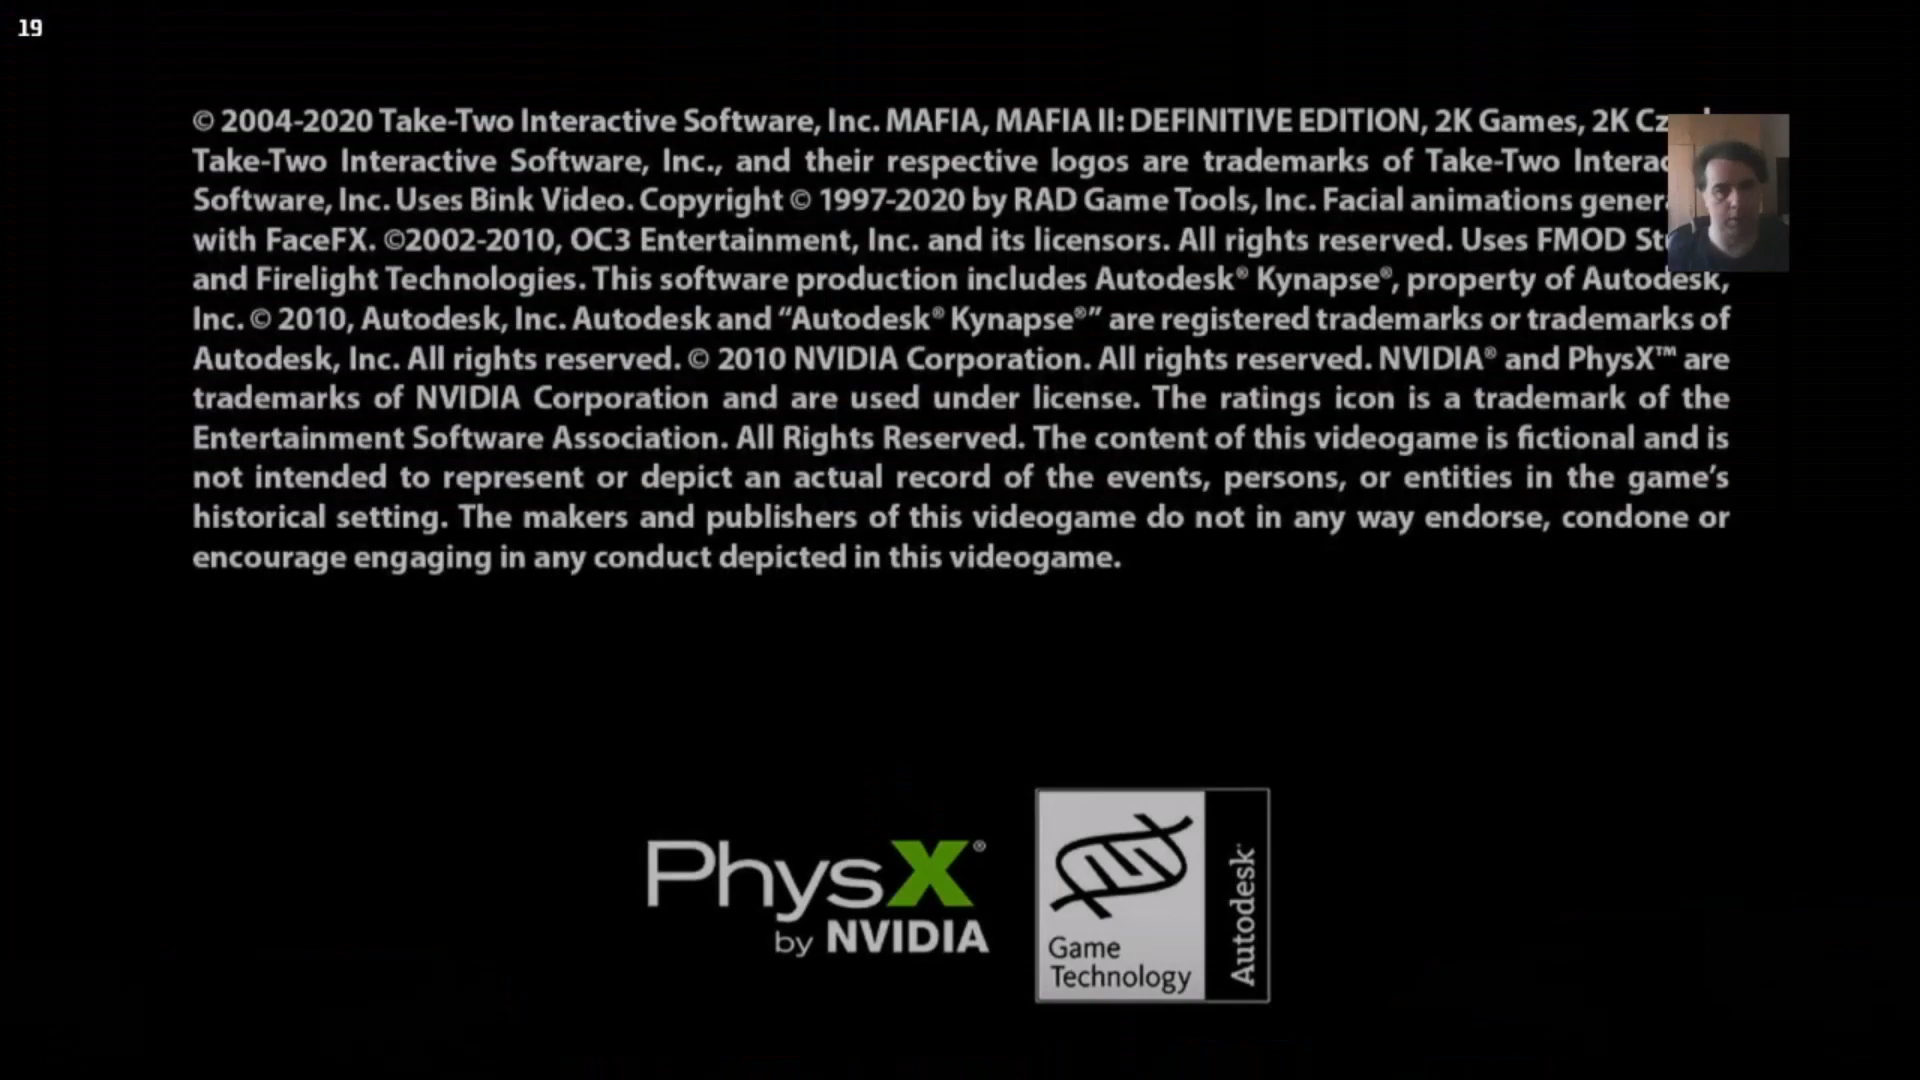 19
© 2004-2020 Take-Two Interactive Software, Inc. MAFIA, MAFIA II: DEFINITIVE EDITION, 2K Games, 2K
Take-Two Interactive Software, Inc., and their respective logos are trademarks of Take-Two
Software, Inc. Uses Bink Video. Copyright © 1997-2020 by RAD Game Tools, Inc. Facial animations
with FaceFX. ©2002-2010, OC3 Entertainment, Inc. and its licensors. All rights reserved. Uses FMOD
and Firelight Technologies. This software production includes Autodesk® Kynapse®, property of Autodesk,
Inc. © 2010, Autodesk, Inc. Autodesk and “Autodesk® Kynapse®” are registered trademarks or trademarks of
Autodesk, Inc. All rights reserved. © 2010 NVIDIA Corporation. All rights reserved. NVIDIA® and PhysX™ are
trademarks of NVIDIA Corporation and are used under license. The ratings icon is a trademark of the
Entertainment Software Association. All Rights Reserved. The content of this videogame is fictional and is
not intended to represent or depict an actual record of the events, persons, or entities in the game’s
historical setting. The makers and publishers of this videogame do not in any way endorse, condone or
encourage engaging in any conduct depicted in this videogame.
PhysX®
by NVIDIA
Game
Technology
Autodesk®